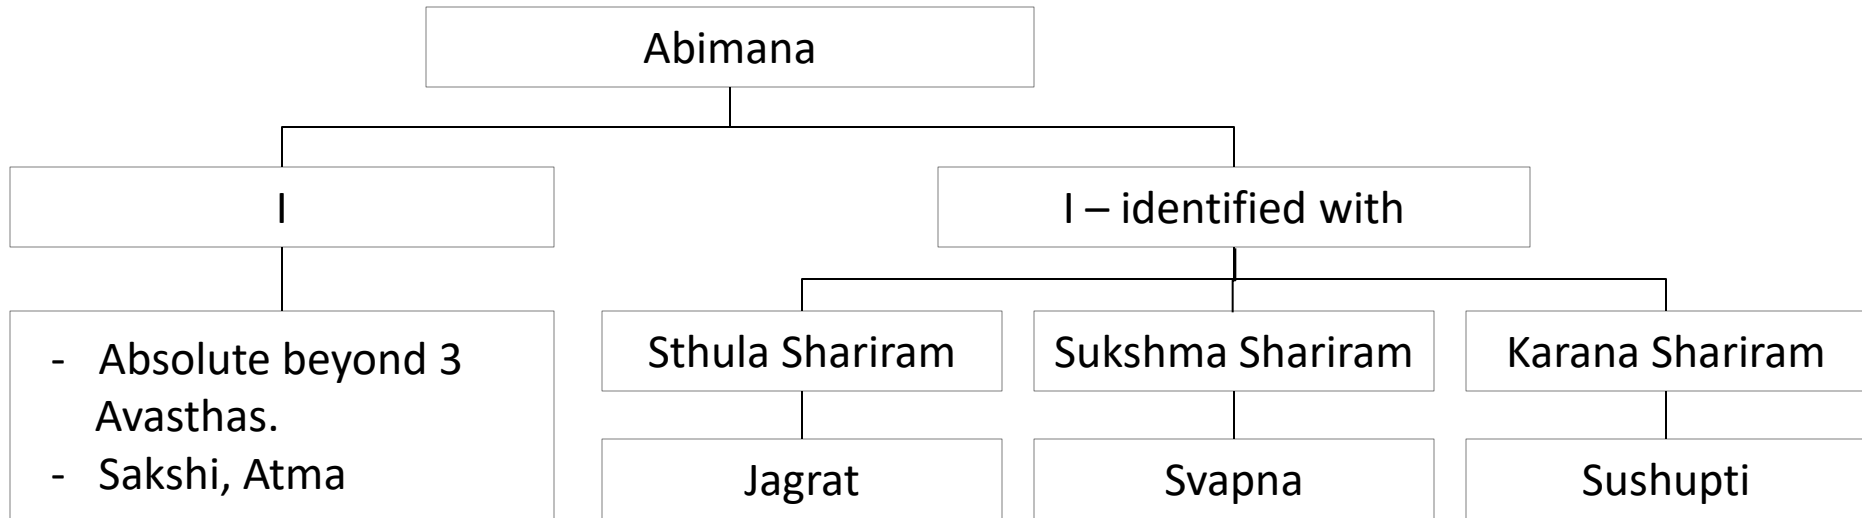 Abimana
I
I – identified with
- Absolute beyond 3
Avasthas.
- Sakshi, Atma
Sthula Shariram
Sukshma Shariram
Karana Shariram
Jagrat
Svapna
Sushupti